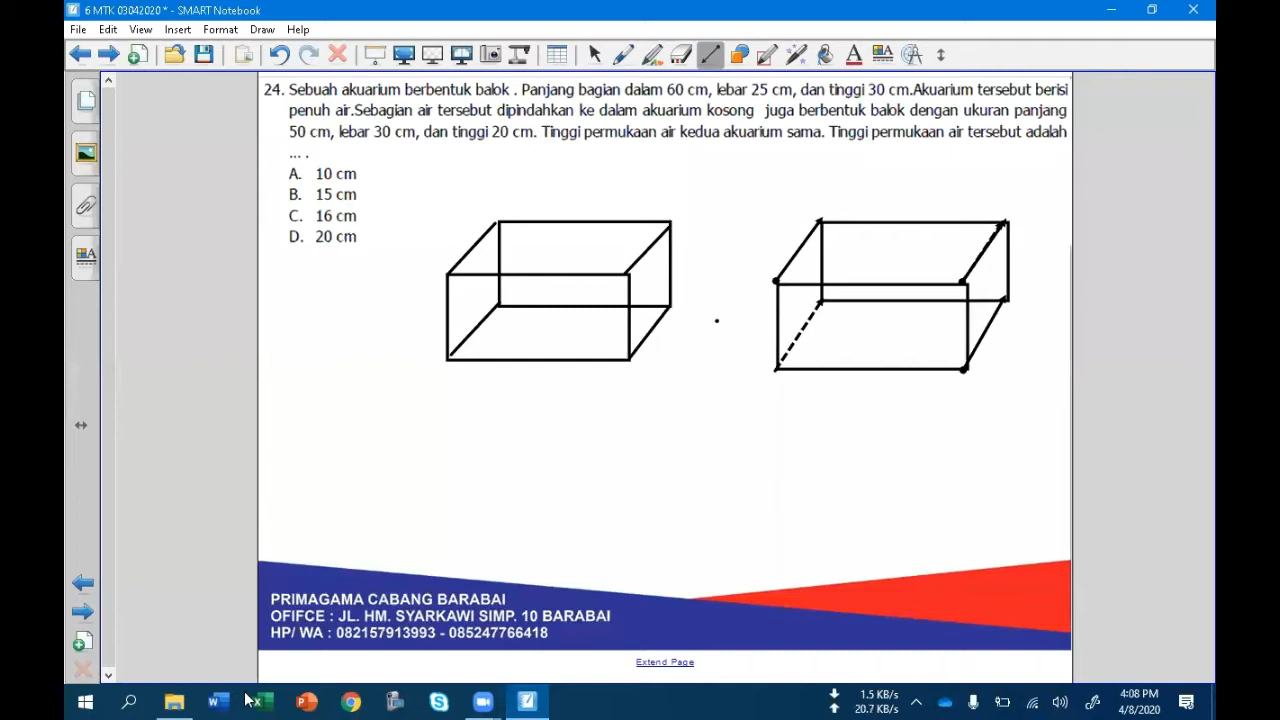 6 MTK 03042020 * - SMART Notebook
File Edit View Insert Format Draw Help
24. Sebuah akuarium berbentuk balok . Panjang bagian dalam 60 cm, lebar 25 cm, dan tinggi 30 cm.Akuarium tersebut berisi
penuh air.Sebagian air tersebut dipindahkan ke dalam akuarium kosong juga berbentuk balok dengan ukuran panjang
50 cm, lebar 30 cm, dan tinggi 20 cm. Tinggi permukaan air kedua akuarium sama. Tinggi permukaan air tersebut adalah
... .
A. 10 cm
B. 15 cm
C. 16 cm
D. 20 cm
PRIMAGAMA CABANG BARABAI
OFIFCE : JL. HM. SYARKAWI SIMP. 10 BARABAI
HP/ WA : 082157913993 - 085247766418
Extend Page
1.5 KB/s
20.7 KB/s
4:08 PM
4/8/2020